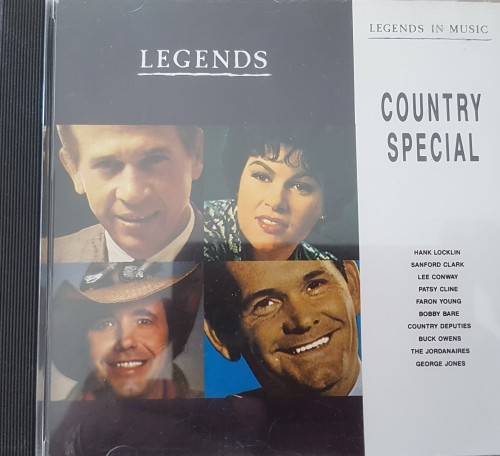 LEGENDS
LEGENDS IN MUSIC
COUNTRY
SPECIAL
HANK LOCKLIN
SANFORD CLARK
LEE CONWAY
PATSY CLINE
FARON YOUNG
BOBBY BARE
COUNTRY DEPUTIES
BUCK OWENS
THE JORDANAIRES
GEORGE JONES